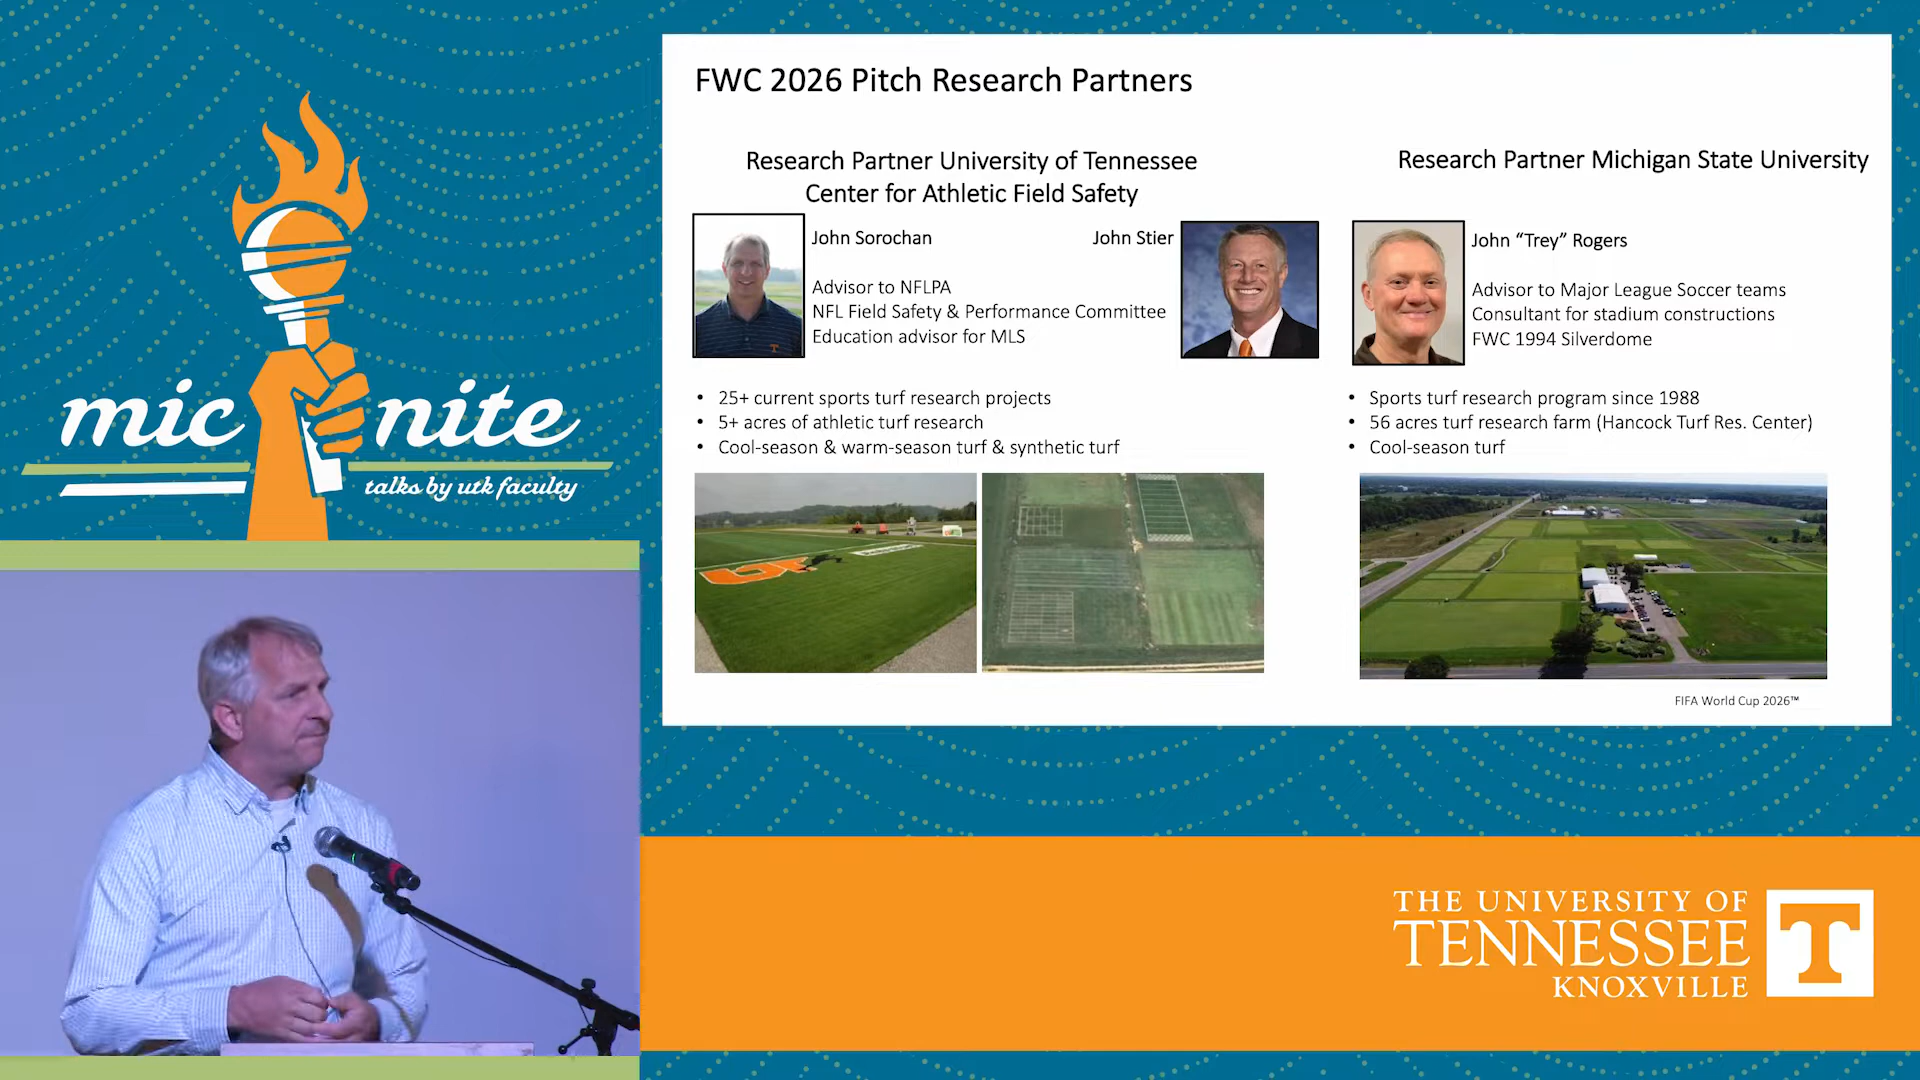 mic nite
talks by utk faculty
FWC 2026 Pitch Research Partners
Research Partner University of Tennessee
Center for Athletic Field Safety
John Sorochan
John Stier
Advisor to NFLPA
NFL Field Safety & Performance Committee
Education advisor for MLS
• 25+ current sports turf research projects
• 5+ acres of athletic turf research
• Cool-season & warm-season turf & synthetic turf
Research Partner Michigan State University
John “Trey” Rogers
Advisor to Major League Soccer teams
Consultant for stadium constructions
FWC 1994 Silverdome
• Sports turf research program since 1988
• 56 acres turf research farm (Hancock Turf Res. Center)
• Cool-season turf
FIFA World Cup 2026™
THE UNIVERSITY OF
TENNESSEE
KNOXVILLE
T